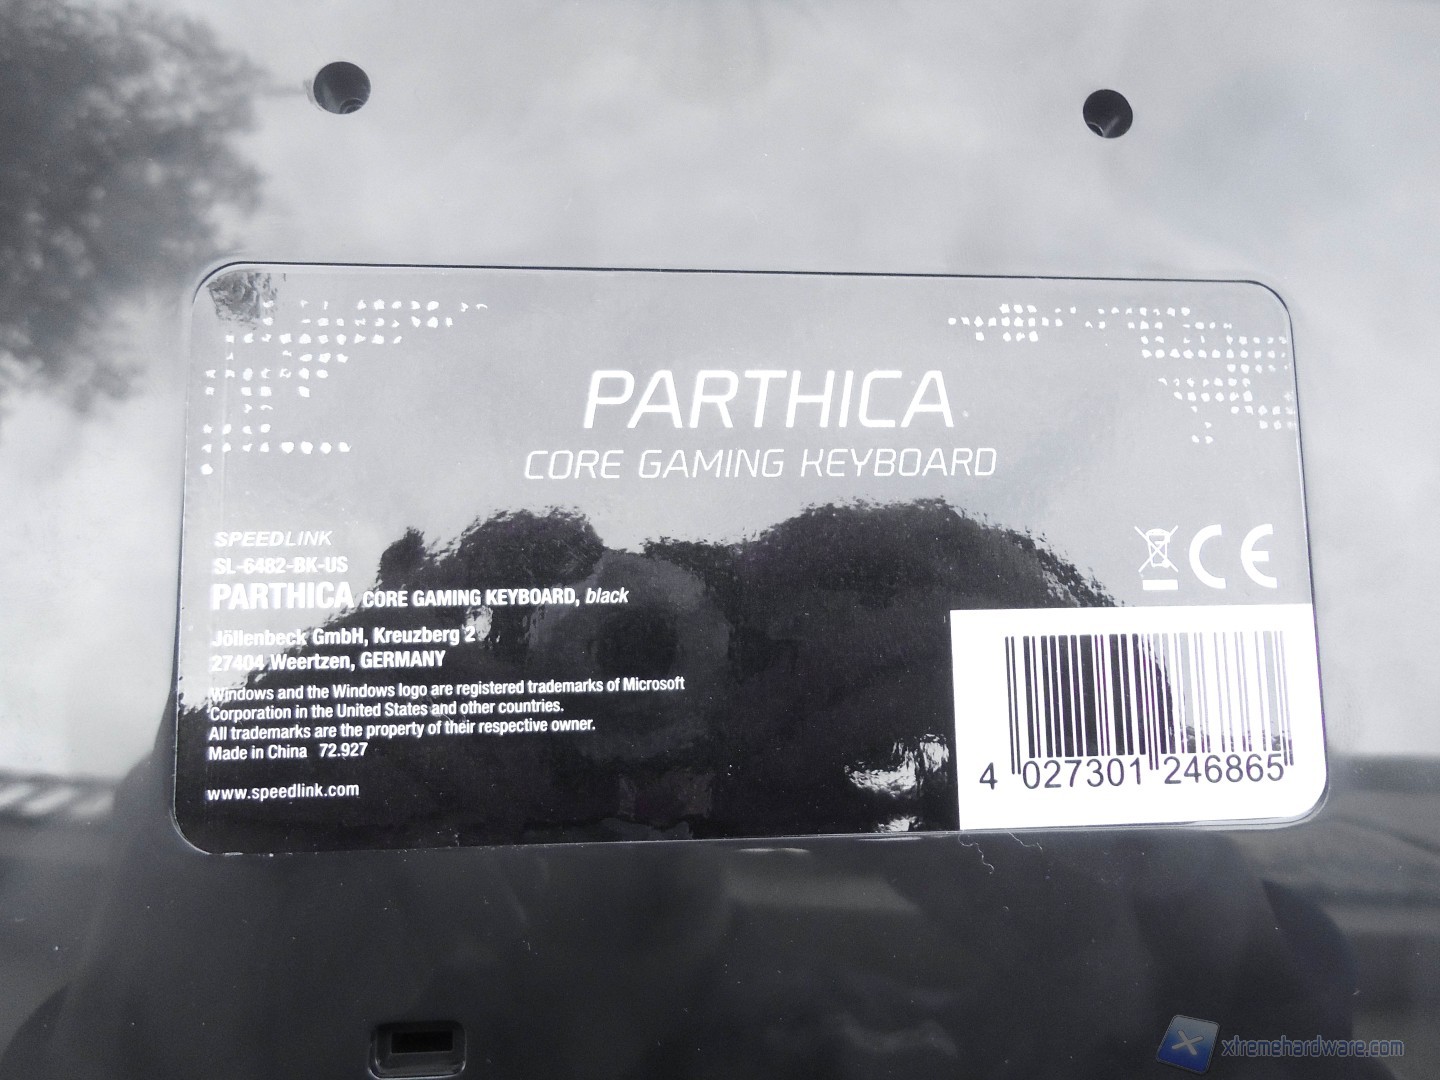 PARTHICA
CORE GAMING KEYBOARD
SPEEDLINK
SL-6482-BK-US
PARTHICA CORE GAMING KEYBOARD, black
Jöllenbeck GmbH, Kreuzberg 2
27404 Weertzen, GERMANY
Windows and the Windows logo are registered trademarks of Microsoft
Corporation in the United States and other countries.
All trademarks are the property of their respective owner.
Made in China 72.927
www.speedlink.com
CE
4 027301 246865
xtremehardware.com